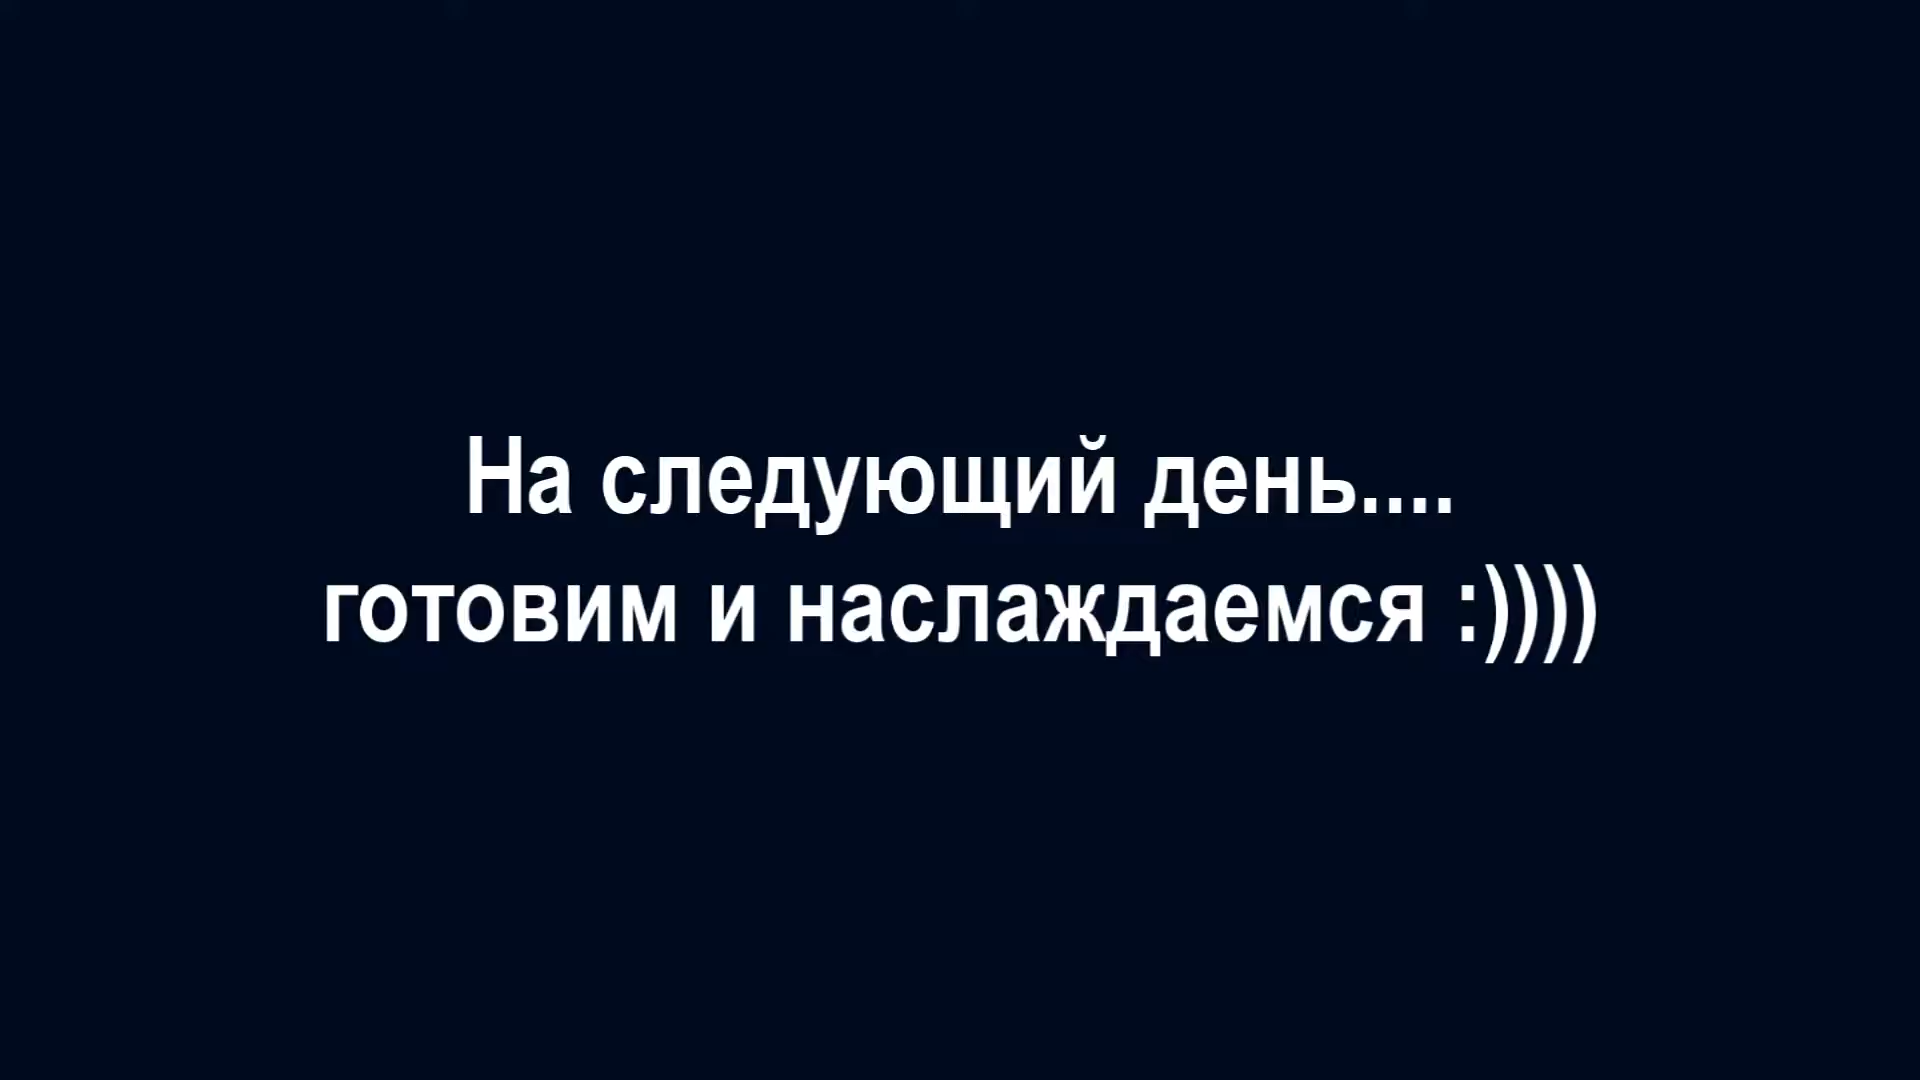 На следующий день....
готовим и наслаждаемся :))))